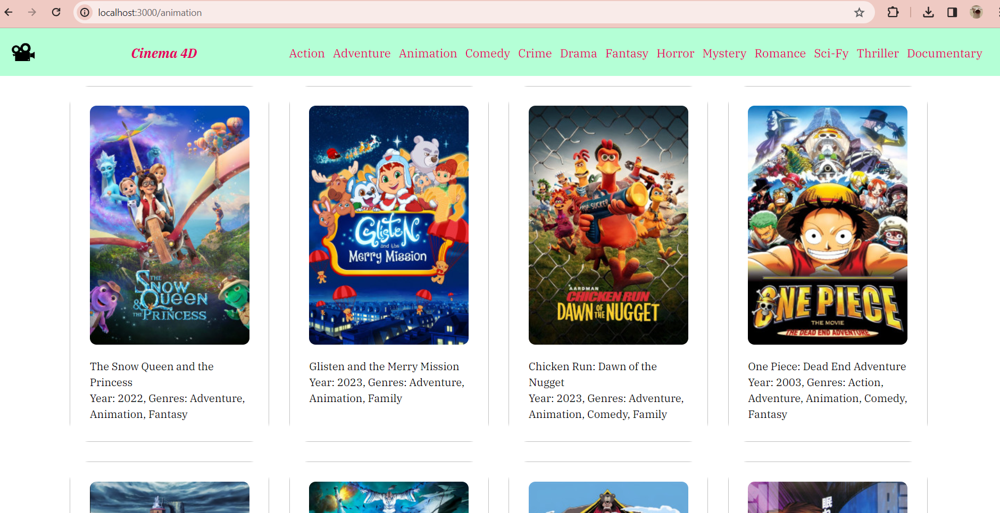 localhost:3000/animation
Cinema 4D
Action Adventure Animation Comedy Crime Drama Fantasy Horror Mystery Romance Sci-Fy Thriller Documentary
THE
SNOW
QUEEN
&
THE PRINCESS
Glisten
and the
Merry Mission
POOP-SUCKER
AARDMAN
CHICKEN RUN
DAWN OF THE NUGGET
ONE PIECE
THE MOVIE
THE DEAD END ADVENTURE
The Snow Queen and the
Princess
Year: 2022, Genres: Adventure,
Animation, Fantasy
Glisten and the Merry Mission
Year: 2023, Genres: Adventure,
Animation, Family
Chicken Run: Dawn of the
Nugget
Year: 2023, Genres: Adventure,
Animation, Comedy, Family
One Piece: Dead End Adventure
Year: 2003, Genres: Action,
Adventure, Animation, Comedy,
Fantasy